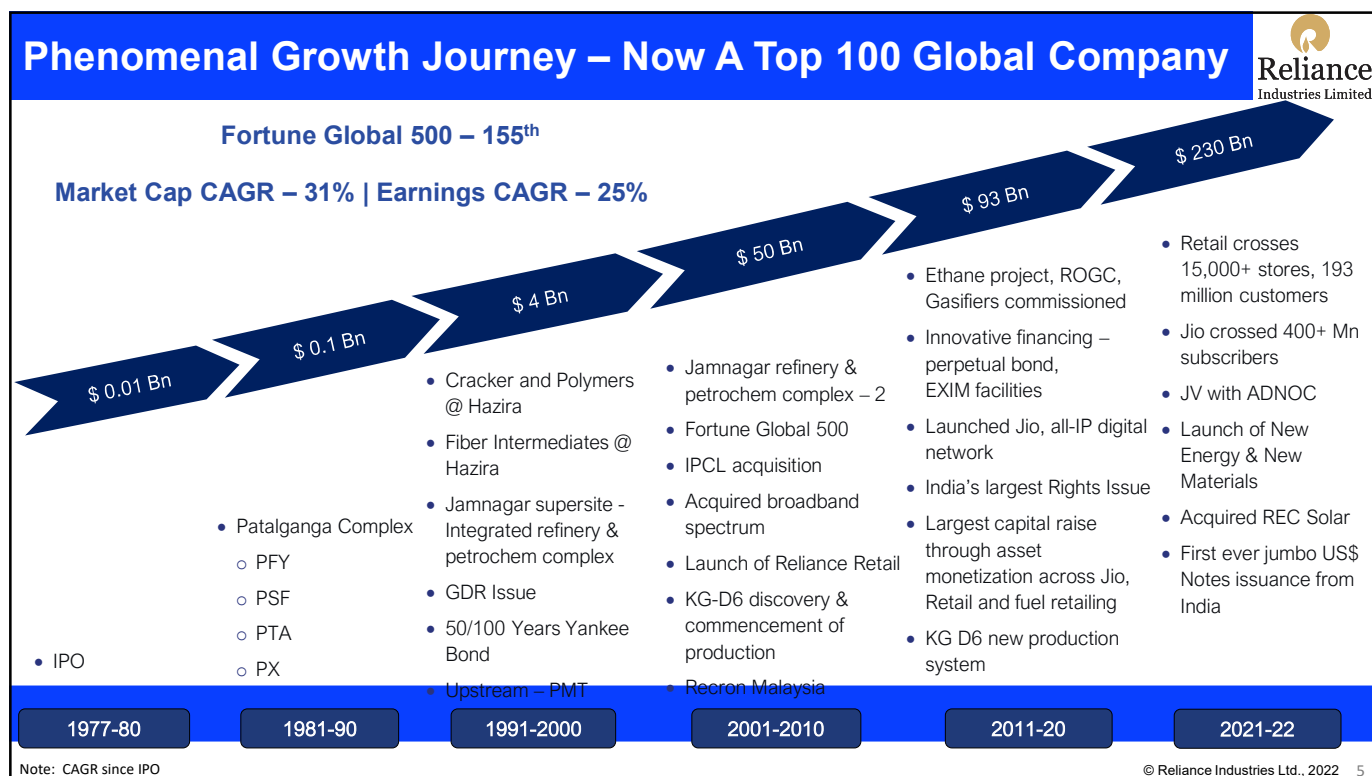 Phenomenal Growth Journey – Now A Top 100 Global Company
Reliance
Industries Limited
Fortune Global 500 – 155th
Market Cap CAGR – 31% | Earnings CAGR – 25%
$ 0.01 Bn
$ 0.1 Bn
$ 4 Bn
$ 50 Bn
$ 93 Bn
$ 230 Bn
• IPO
• Patalganga Complex
o PFY
o PSF
o PTA
o PX
• Cracker and Polymers
@ Hazira
• Fiber Intermediates @
Hazira
• Jamnagar supersite -
Integrated refinery &
petrochem complex
• GDR Issue
• 50/100 Years Yankee
Bond
• Upstream – PMT
• Jamnagar refinery &
petrochem complex – 2
• Fortune Global 500
• IPCL acquisition
• Acquired broadband
spectrum
• Launch of Reliance Retail
• KG-D6 discovery &
commencement of
production
• Recron Malaysia
• Ethane project, ROGC,
Gasifiers commissioned
• Innovative financing –
perpetual bond,
EXIM facilities
• Launched Jio, all-IP digital
network
• India’s largest Rights Issue
• Largest capital raise
through asset
monetization across Jio,
Retail and fuel retailing
• KG D6 new production
system
• Retail crosses
15,000+ stores, 193
million customers
• Jio crossed 400+ Mn
subscribers
• JV with ADNOC
• Launch of New
Energy & New
Materials
• Acquired REC Solar
• First ever jumbo US$
Notes issuance from
India
1977-80
1981-90
1991-2000
2001-2010
2011-20
2021-22
Note: CAGR since IPO
© Reliance Industries Ltd., 2022 5